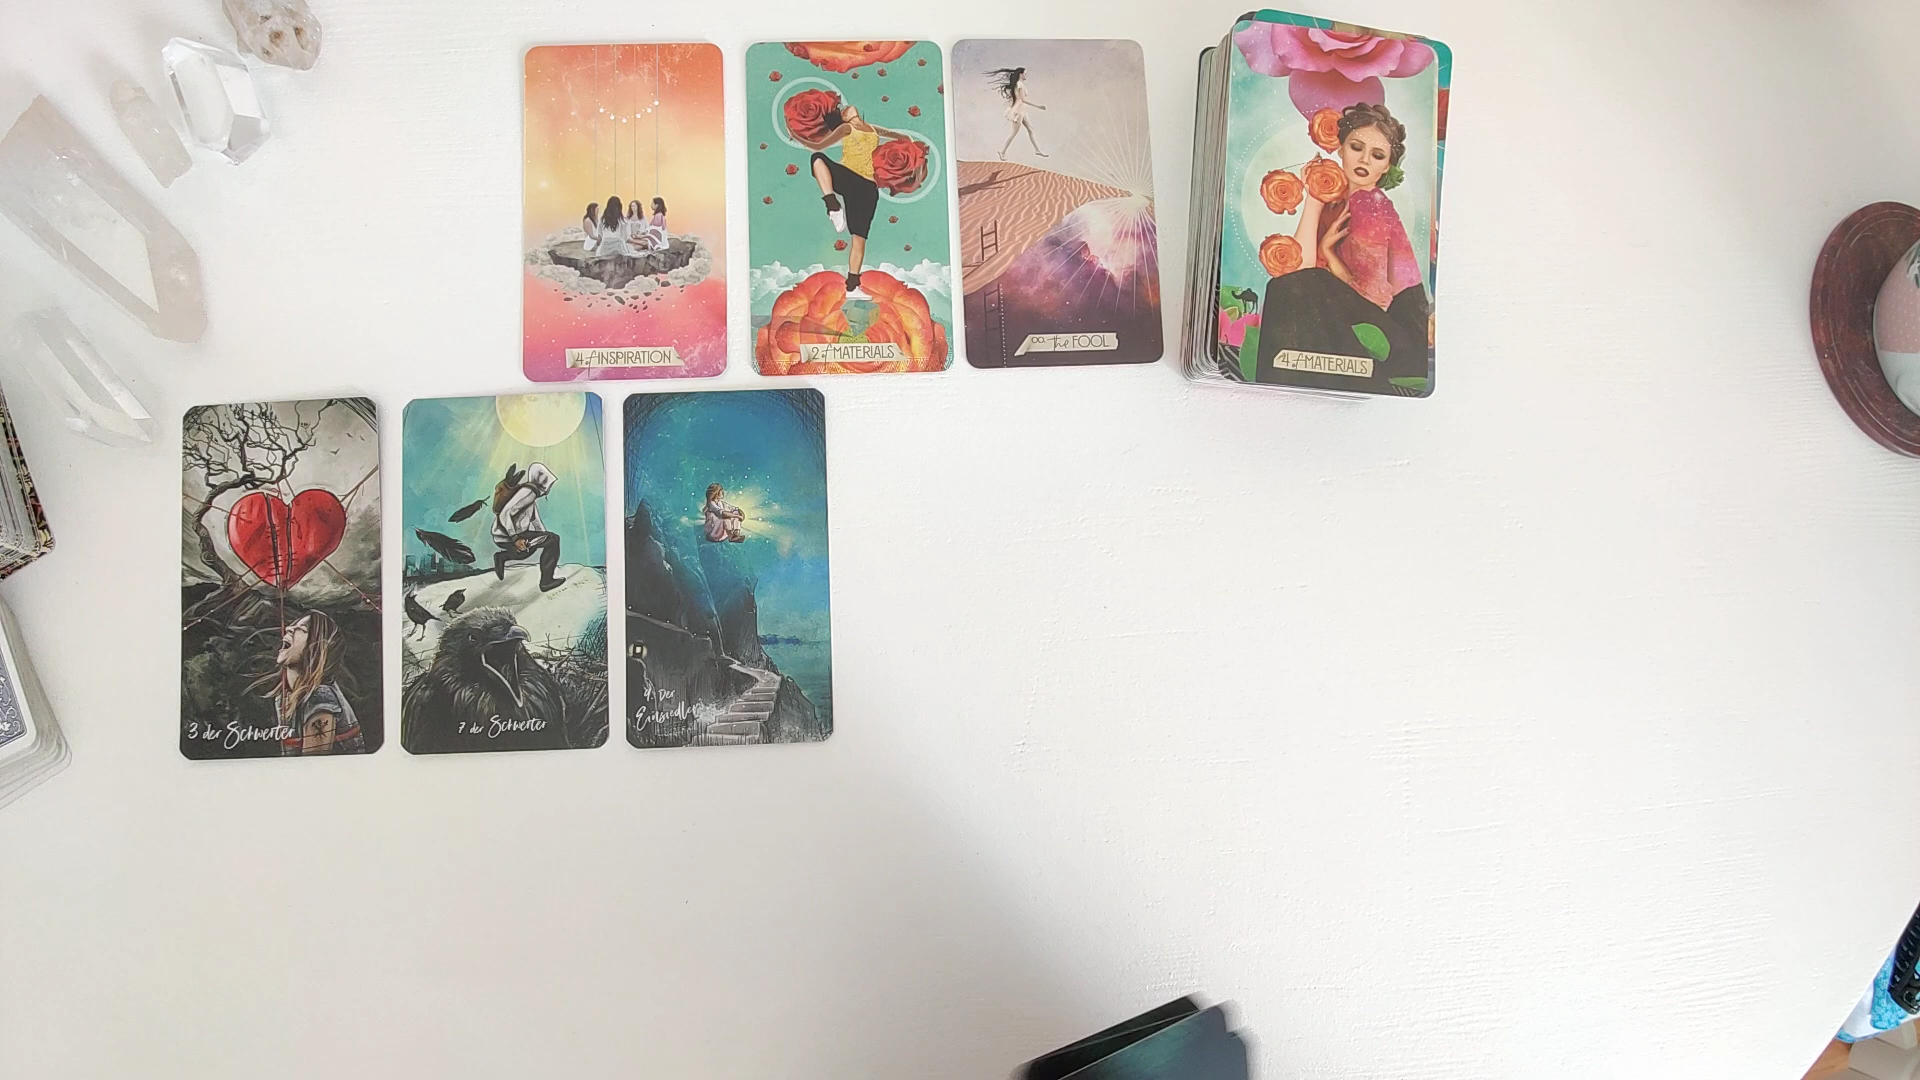 4 of INSPIRATION
2 of MATERIALS
00. the FOOL
4 of MATERIALS
3 der Schwerter
7 der Schwerter
9. Der
Einsiedler